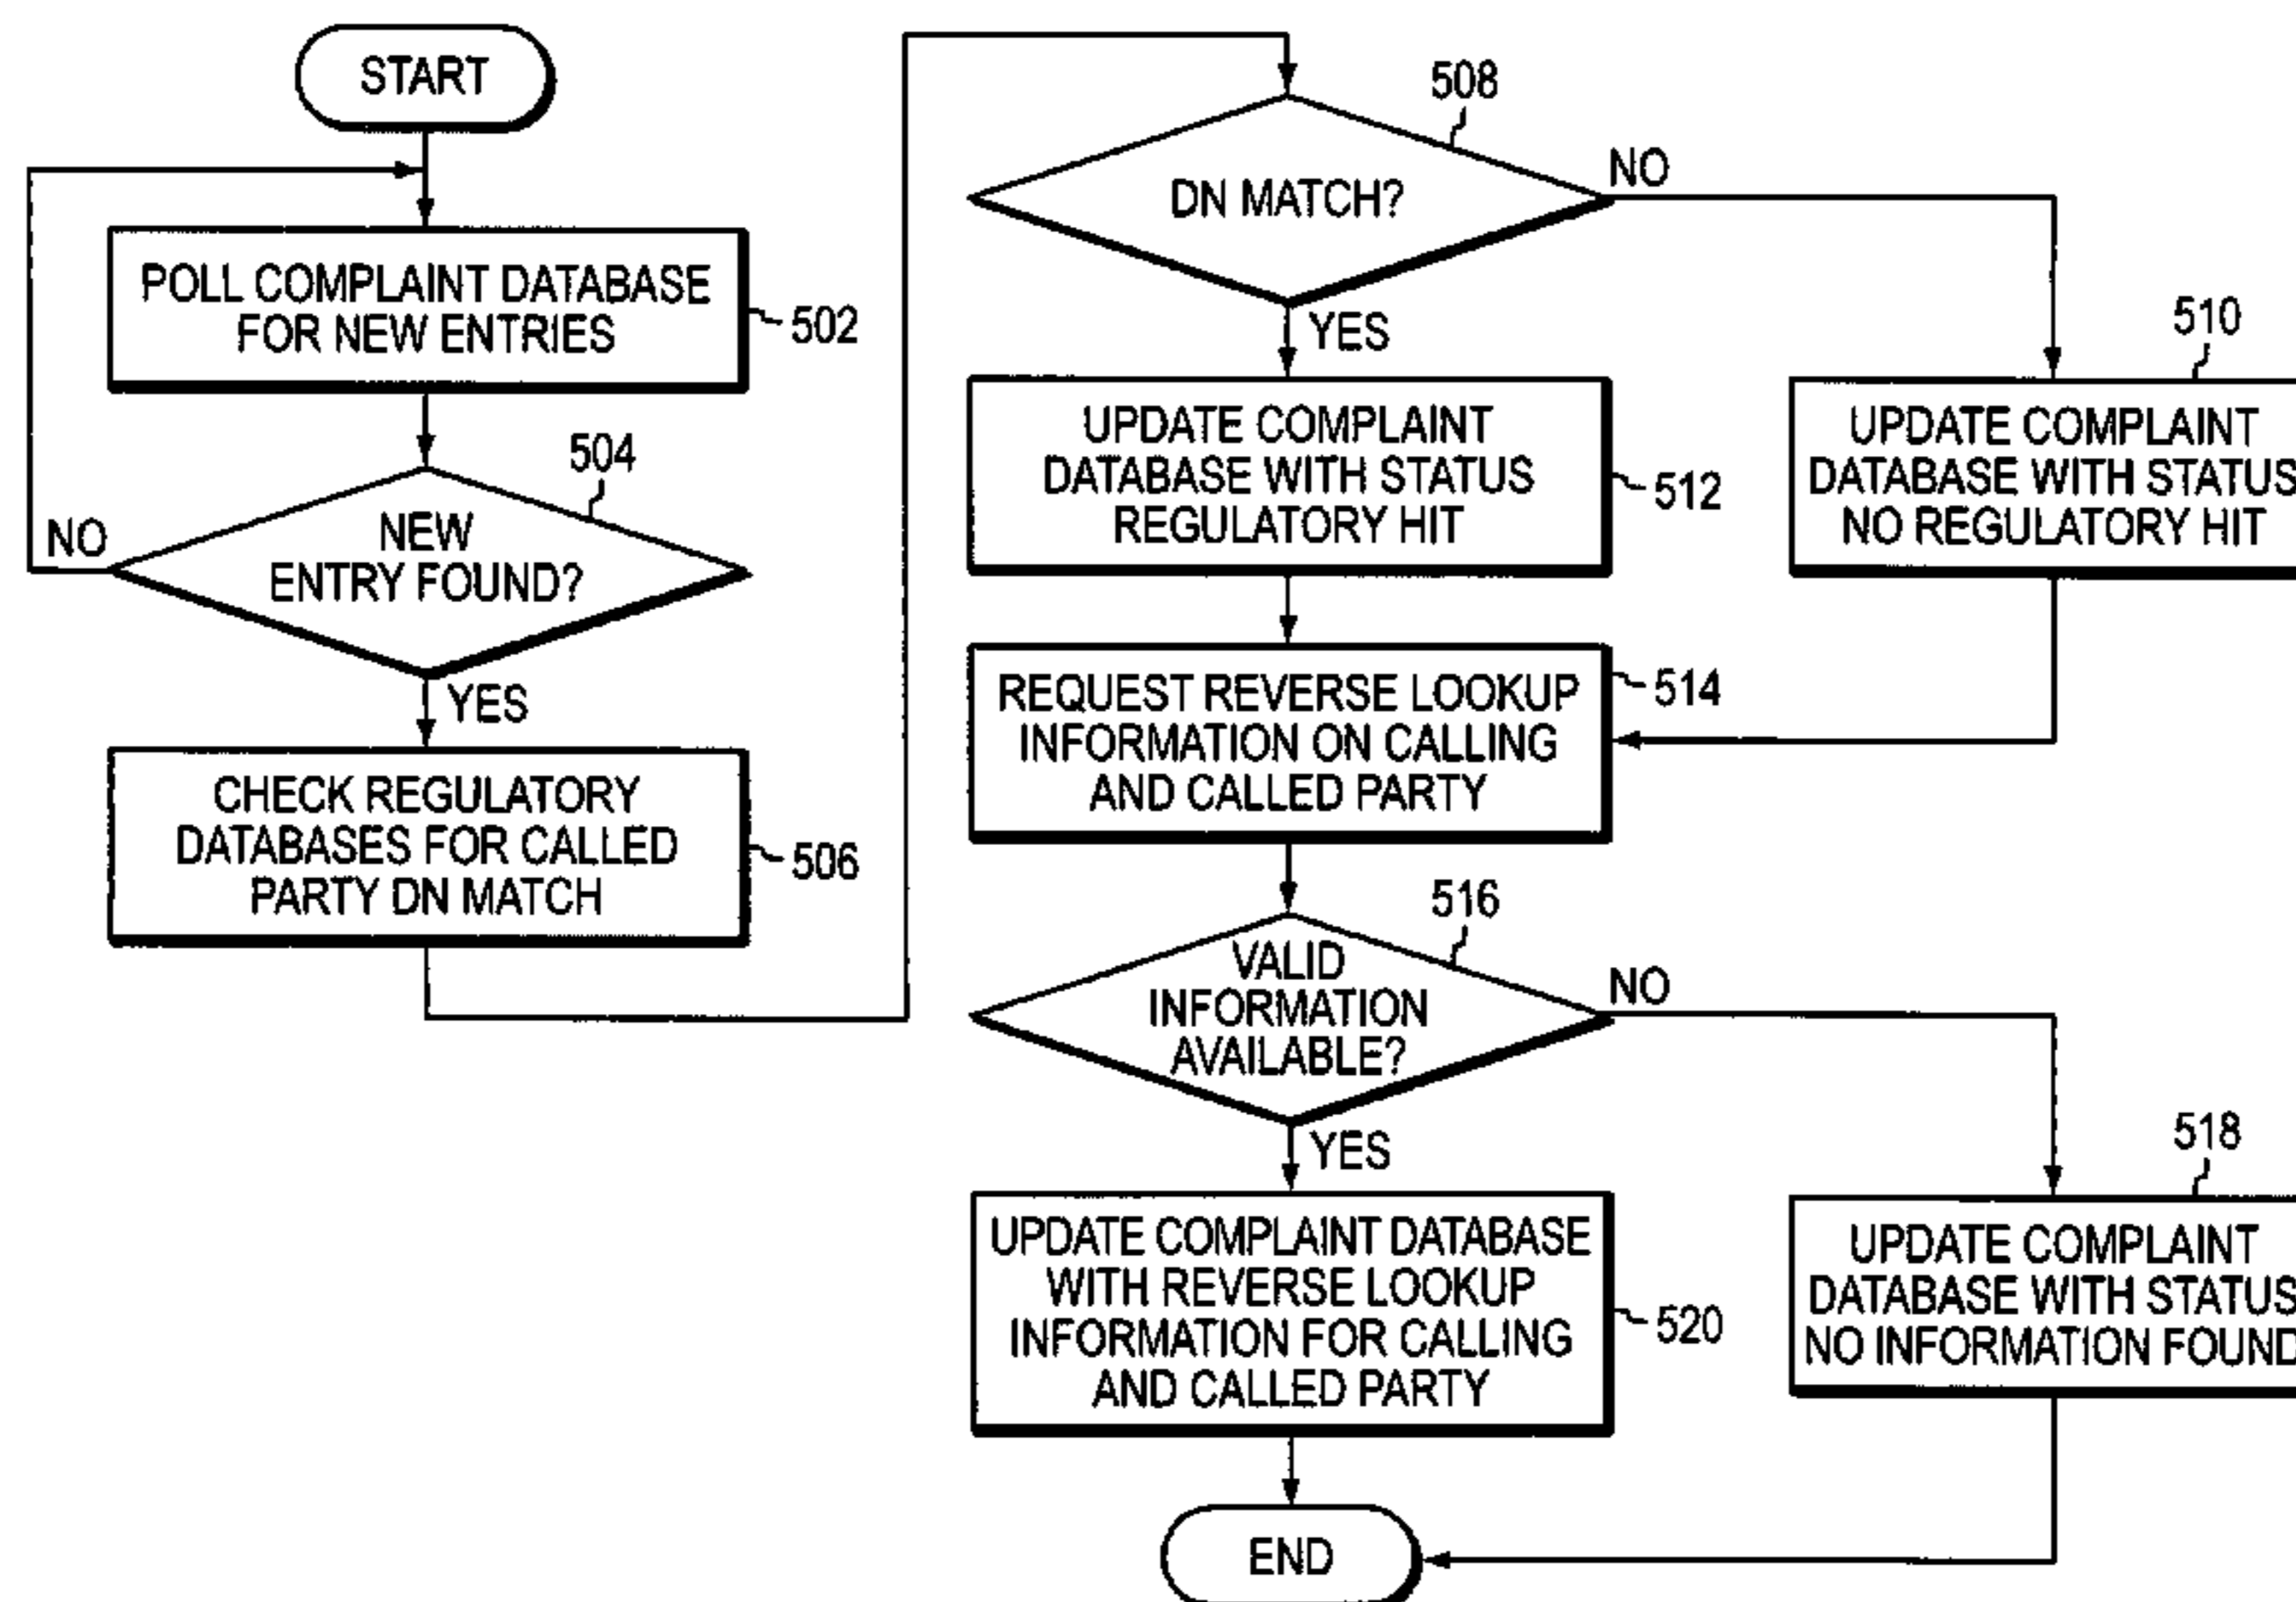 START
POLL COMPLAINT DATABASE
FOR NEW ENTRIES
502
504
NEW
ENTRY FOUND?
NO
YES
CHECK REGULATORY
DATABASES FOR CALLED
PARTY DN MATCH
506
508
DN MATCH?
NO
YES
510
UPDATE COMPLAINT
DATABASE WITH STATUS
NO REGULATORY HIT
UPDATE COMPLAINT
DATABASE WITH STATUS
REGULATORY HIT
512
REQUEST REVERSE LOOKUP
INFORMATION ON CALLING
AND CALLED PARTY
514
516
VALID
INFORMATION
AVAILABLE?
NO
YES
518
UPDATE COMPLAINT
DATABASE WITH STATUS
NO INFORMATION FOUND
UPDATE COMPLAINT DATABASE
WITH REVERSE LOOKUP
INFORMATION FOR CALLING
AND CALLED PARTY
520
END